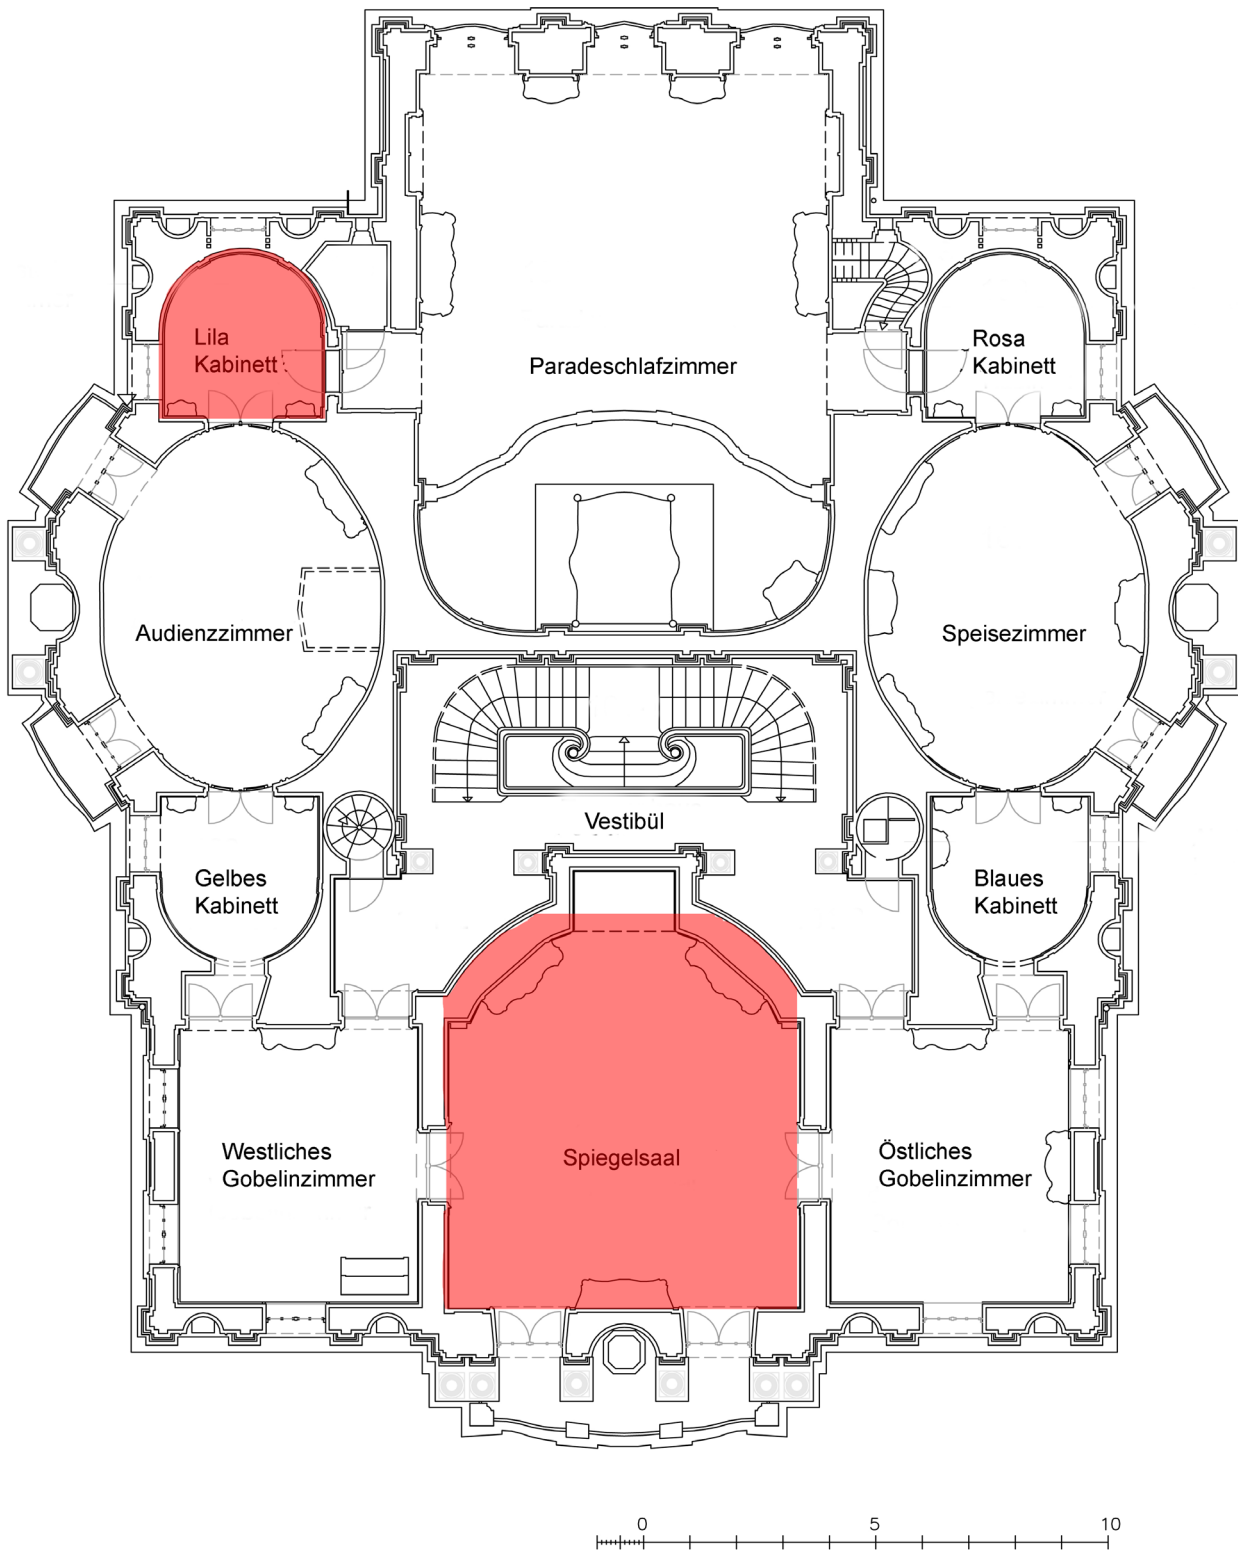 Lila
Kabinett
Paradeschlafzimmer
Rosa
Kabinett
Audienzzimmer
Speisezimmer
Vestibül
Gelbes
Kabinett
Blaues
Kabinett
Westliches
Gobelinzimmer
Spiegelsaal
Östliches
Gobelinzimmer
0 5 10